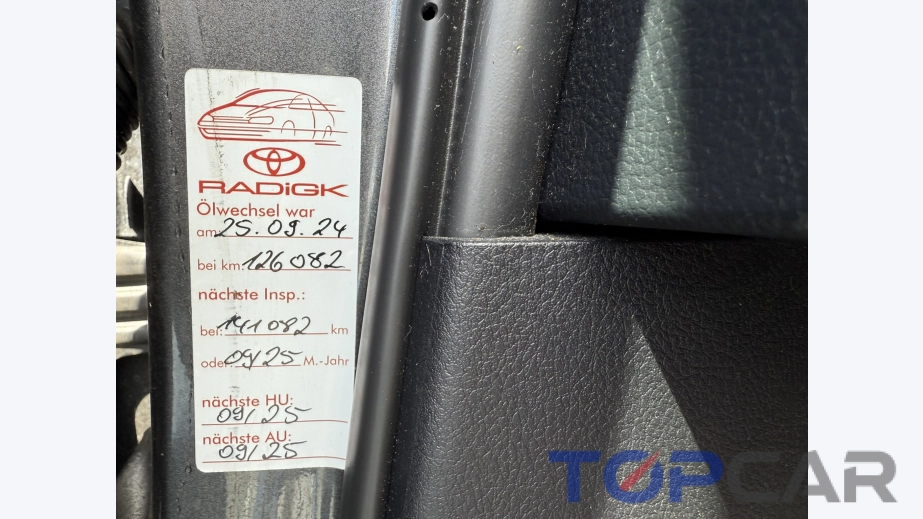 RADiGK
Ölwechsel war
am 25.09.24
bei km: 126082
nächste Insp.:
bei: 141082 km
oder: 09/25 M.-Jahr
nächste HU:
09/25
nächste AU:
09/25
TOPCAR